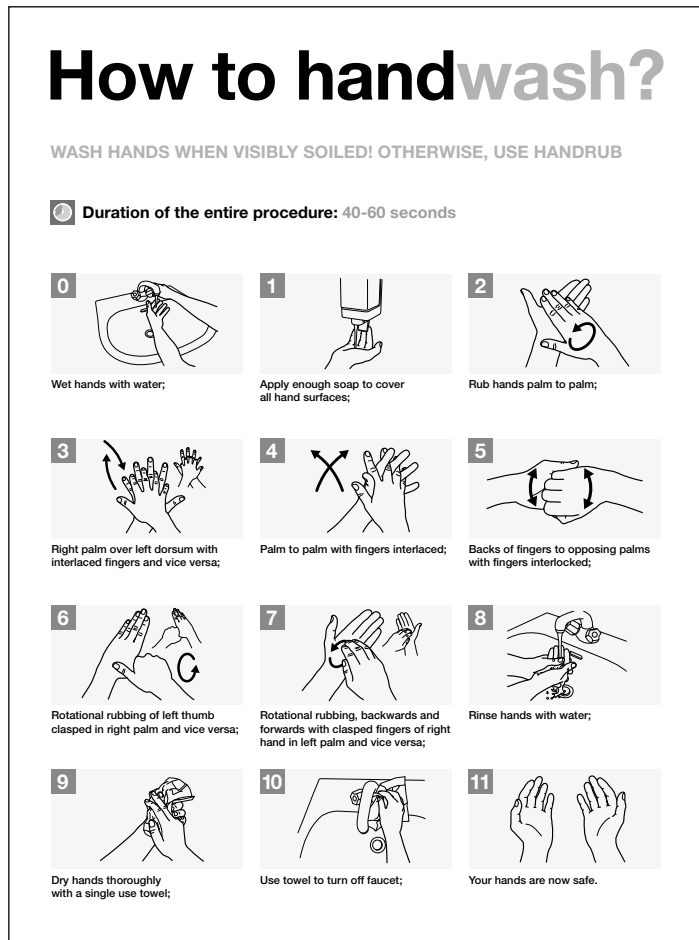 How to handwash?
WASH HANDS WHEN VISIBLY SOILED! OTHERWISE, USE HANDRUB
Duration of the entire procedure: 40-60 seconds
0
Wet hands with water;
1
Apply enough soap to cover
all hand surfaces;
2
Rub hands palm to palm;
3
Right palm over left dorsum with
interlaced fingers and vice versa;
4
Palm to palm with fingers interlaced;
5
Backs of fingers to opposing palms
with fingers interlocked;
6
Rotational rubbing of left thumb
clasped in right palm and vice versa;
7
Rotational rubbing, backwards and
forwards with clasped fingers of right
hand in left palm and vice versa;
8
Rinse hands with water;
9
Dry hands thoroughly
with a single use towel;
10
Use towel to turn off faucet;
11
Your hands are now safe.